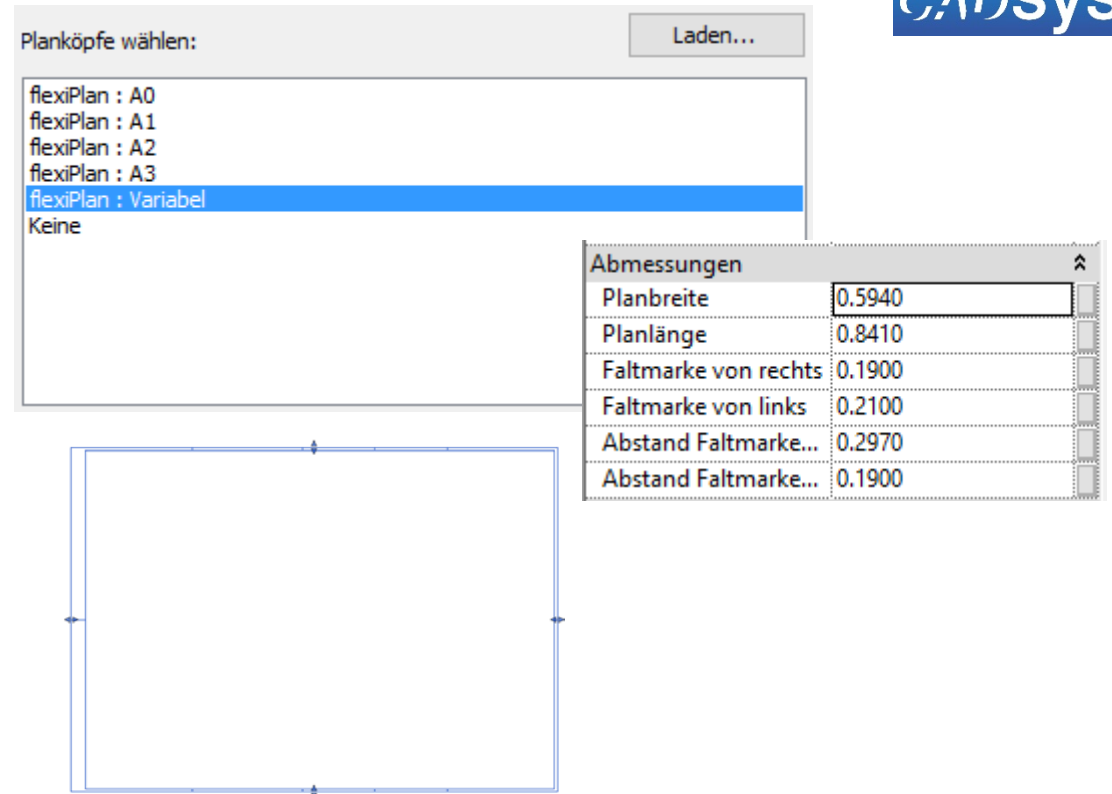 Planköpfe wählen:
Laden...
flexiPlan : A0
flexiPlan : A1
flexiPlan : A2
flexiPlan : A3
flexiPlan : Variabel
Keine
Abmessungen
Planbreite 0.5940
Planlänge 0.8410
Faltmarke von rechts 0.1900
Faltmarke von links 0.2100
Abstand Faltmarke... 0.2970
Abstand Faltmarke... 0.1900